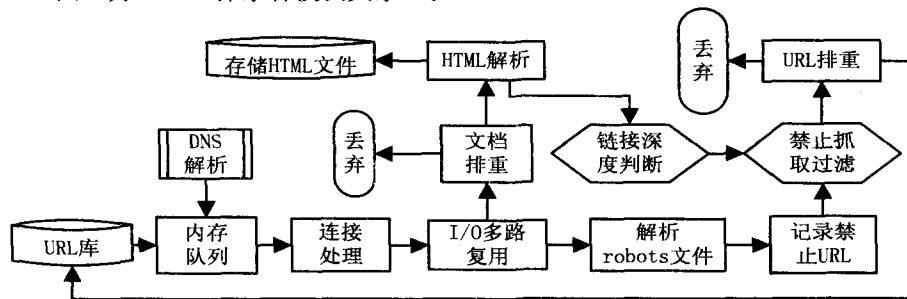 丢
弃
URL排重
存储HTML文件
HTML解析
DNS
解析
丢
弃
文档
排重
链接深
度判断
禁止抓
取过滤
URL库
内存
队列
连接
处理
I/O多路
复用
解析
robots文件
记录禁
止URL